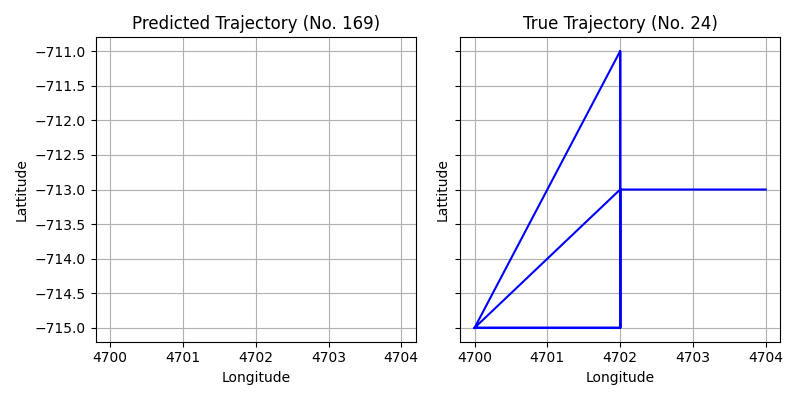 Predicted Trajectory (No. 169)
True Trajectory (No. 24)
−711.0
−711.5
−712.0
−712.5
−713.0
−713.5
−714.0
−714.5
−715.0
Lattitude
Lattitude
4700 4701 4702 4703 4704
4700 4701 4702 4703 4704
Longitude
Longitude